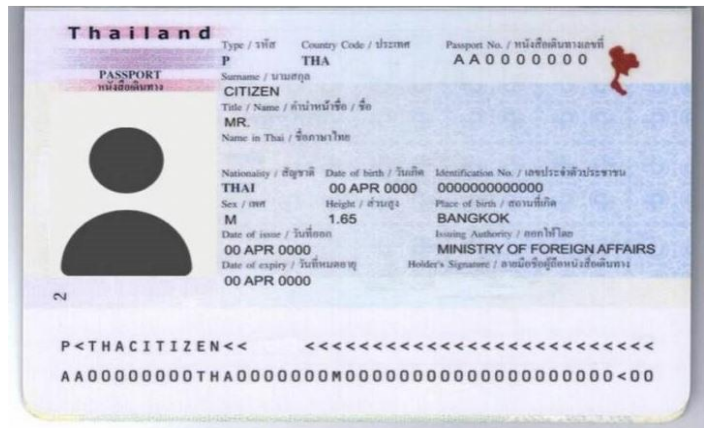 Thailand
PASSPORT
หนังสือเดินทาง
Type / รหัส Country Code / ประเทศ Passport No. / หนังสือเดินทางเลขที่
P THA AA0000000
Surname / นามสกุล
CITIZEN
Title / Name / คำนำหน้าชื่อ / ชื่อ
MR.
Name in Thai / ชื่อภาษาไทย
Nationality / สัญชาติ Date of birth / วันเกิด Identification No. / เลขประจำตัวประชาชน
THAI 00 APR 0000 0000000000000
Sex / เพศ Height / ส่วนสูง Place of birth / สถานที่เกิด
M 1.65 BANGKOK
Date of issue / วันที่ออก Issuing Authority / ออกให้โดย
00 APR 0000 MINISTRY OF FOREIGN AFFAIRS
Date of expiry / วันที่หมดอายุ Holder's Signature / ลายมือชื่อผู้ถือหนังสือเดินทาง
00 APR 0000
2
P<THACITIZEN<< <<<<<<<<<<<<<<<<<<<<<<<<<<
AA00000000THA0000000M0000000000000000000000<00